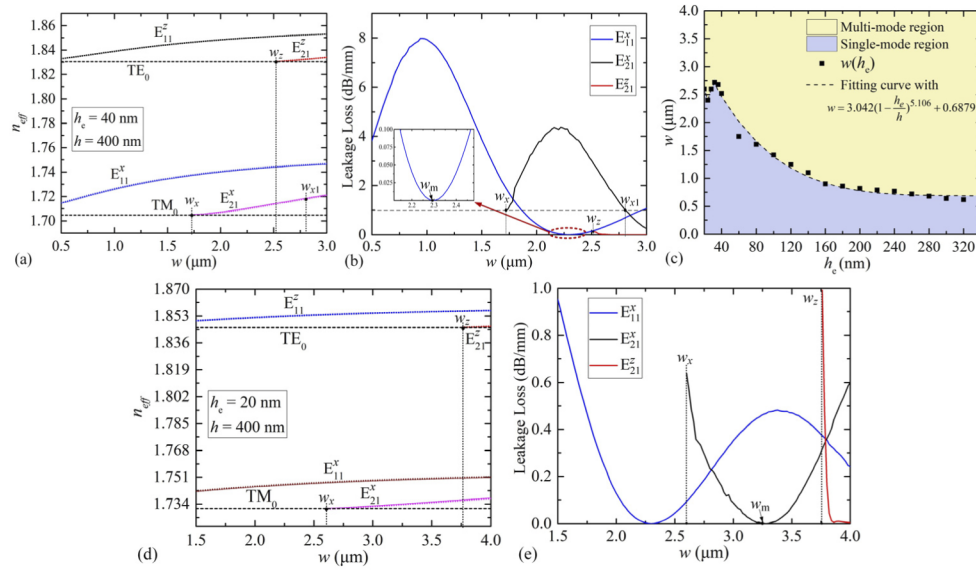 1.86
1.84
1.82
1.80
1.78
1.76
1.74
1.72
1.70
n_eff
E^z_11
w_z
E^z_21
TE_0
h_e = 40 nm
h = 400 nm
E^x_11
w_x
E^x_21
w_x1
TM_0
0.5 1.0 1.5 2.0 2.5 3.0
w (μm)
(a)
Leakage Loss (dB/mm)
8
6
4
2
0
E^x_11
E^x_21
E^z_21
0.100
0.075
0.050
0.025
w_m
2.2 2.3 2.4
w_x
w_z
w_x1
0.5 1.0 1.5 2.0 2.5 3.0
w (μm)
(b)
w (μm)
4.0
3.5
3.0
2.5
2.0
1.5
1.0
0.5
0.0
Multi-mode region
Single-mode region
w(h_e)
Fitting curve with
w = 3.042(1-h_e/h)^5.106 + 0.6879
40 80 120 160 200 240 280 320
h_e (nm)
(c)
1.870
1.853
1.836
1.819
1.802
1.785
1.768
1.751
1.734
n_eff
E^z_11
w_z
TE_0
E^z_21
h_e = 20 nm
h = 400 nm
E^x_11
TM_0
w_x
E^x_21
1.5 2.0 2.5 3.0 3.5 4.0
w (μm)
(d)
Leakage Loss (dB/mm)
1.0
0.8
0.6
0.4
0.2
0.0
E^x_11
E^x_21
E^z_21
w_z
w_x
w_m
1.5 2.0 2.5 3.0 3.5 4.0
w (μm)
(e)